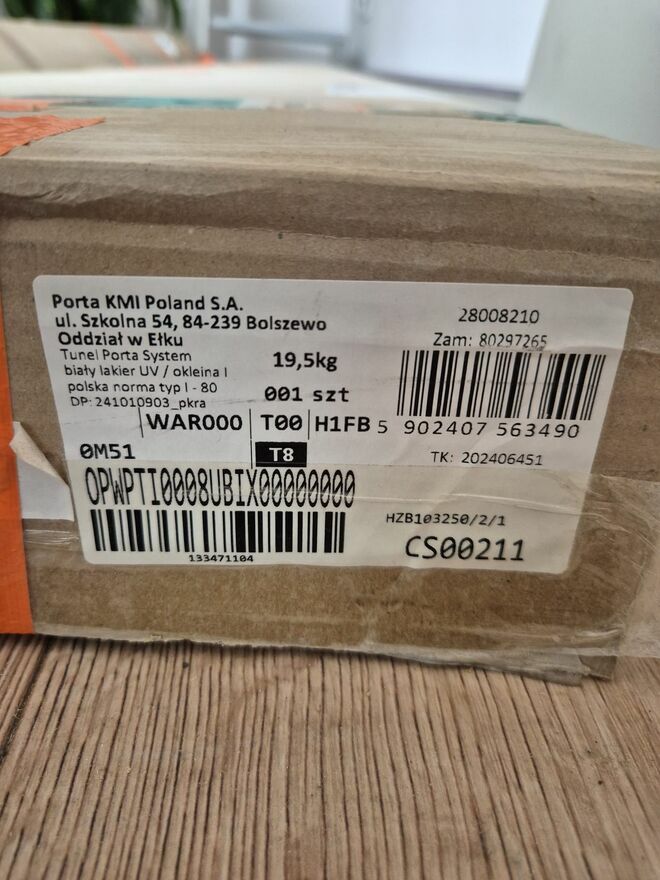 Porta KMI Poland S.A.
ul. Szkolna 54, 84-239 Bolszewo
Oddział w Ełku
Tunel Porta System
biały lakier UV / okleina I
polska norma typ I - 80
DP: 241010903_pkra
19,5kg
001 szt
28008210
Zam: 80297265
WAR000 T00 H1FB
5 902407 563490
0M51
T8
TK: 202406451
OPWPTI0008UBIX00000000
133471104
HZB103250/2/1
CS00211